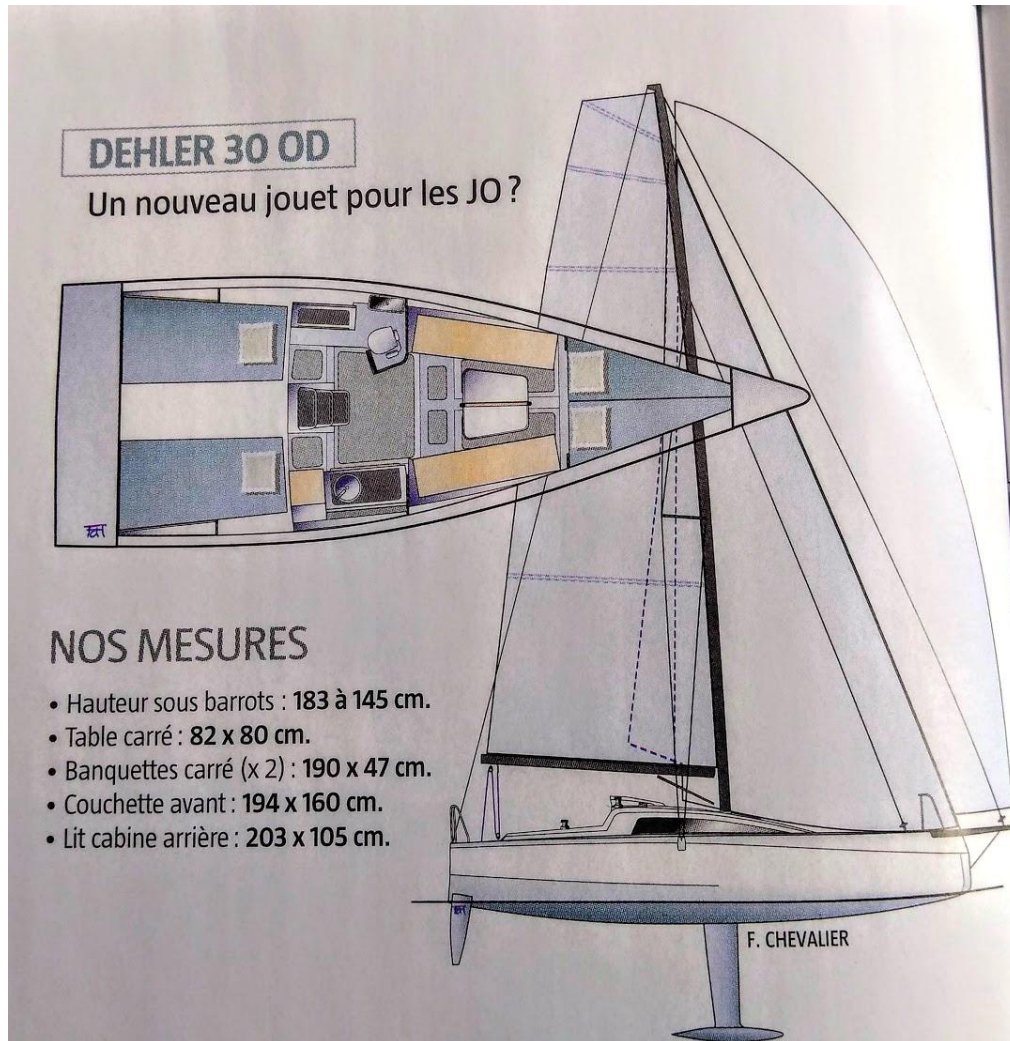 DEHLER 30 OD
Un nouveau jouet pour les JO ?
NOS MESURES
• Hauteur sous barrots : 183 à 145 cm.
• Table carré : 82 x 80 cm.
• Banquettes carré (x 2) : 190 x 47 cm.
• Couchette avant : 194 x 160 cm.
• Lit cabine arrière : 203 x 105 cm.
F. CHEVALIER